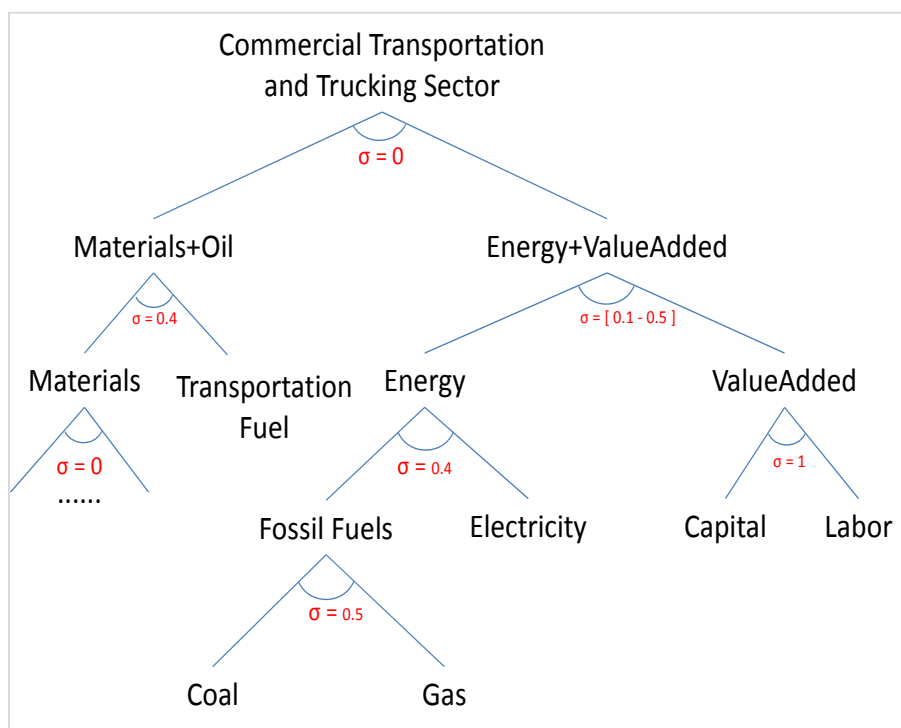 Commercial Transportation
and Trucking Sector
σ = 0
Materials+Oil
Energy+ValueAdded
σ = 0.4
σ = [ 0.1 - 0.5 ]
Materials
Transportation
Fuel
Energy
ValueAdded
σ = 0
......
σ = 0.4
σ = 1
Fossil Fuels
Electricity
Capital
Labor
σ = 0.5
Coal
Gas